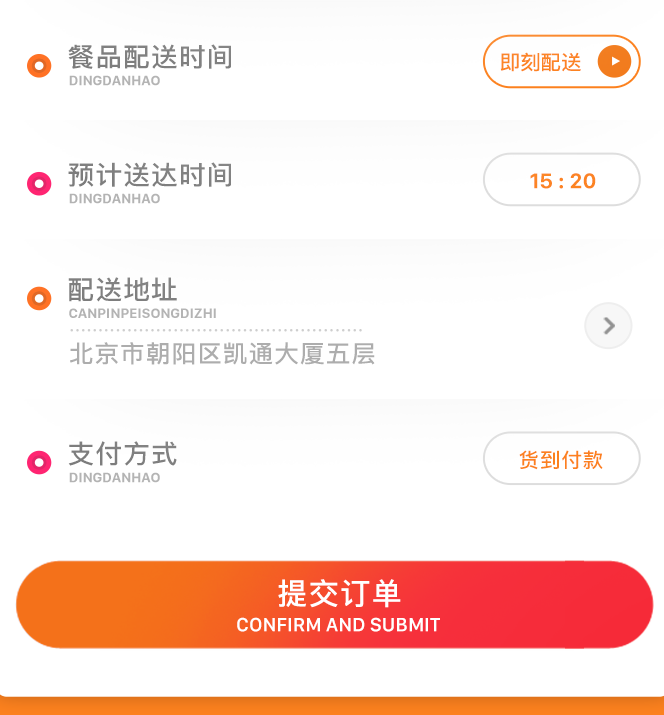 餐品配送时间
即刻配送
DINGDANHAO
预计送达时间
15 : 20
DINGDANHAO
配送地址
CANPINPEISONGDIZHI
北京市朝阳区凯通大厦五层
支付方式
货到付款
DINGDANHAO
提交订单
CONFIRM AND SUBMIT